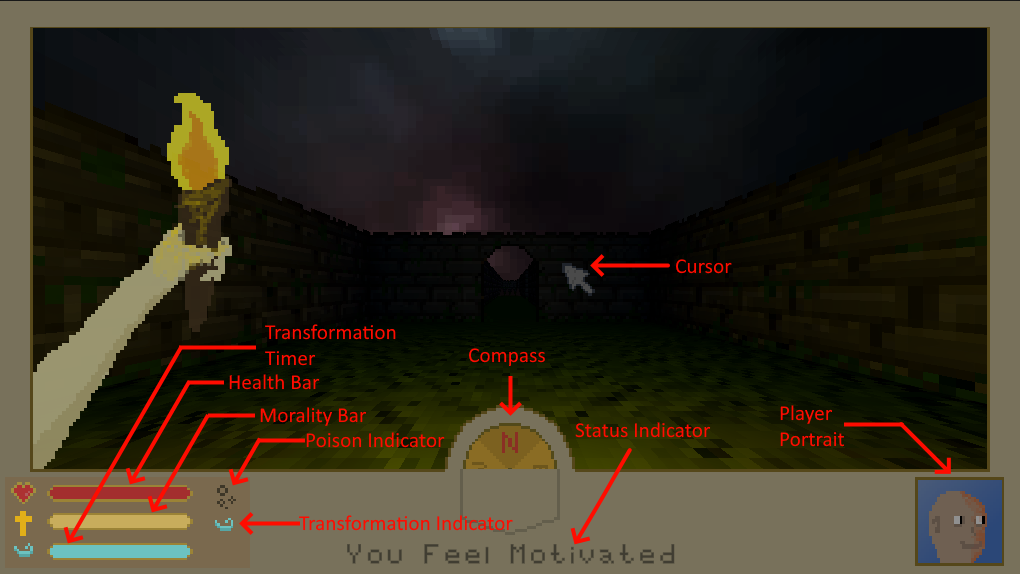 Cursor
Transformation
Timer
Compass
Health Bar
Morality Bar
Player
Portrait
Status Indicator
Poison Indicator
N
Transformation Indicator
You Feel Motivated